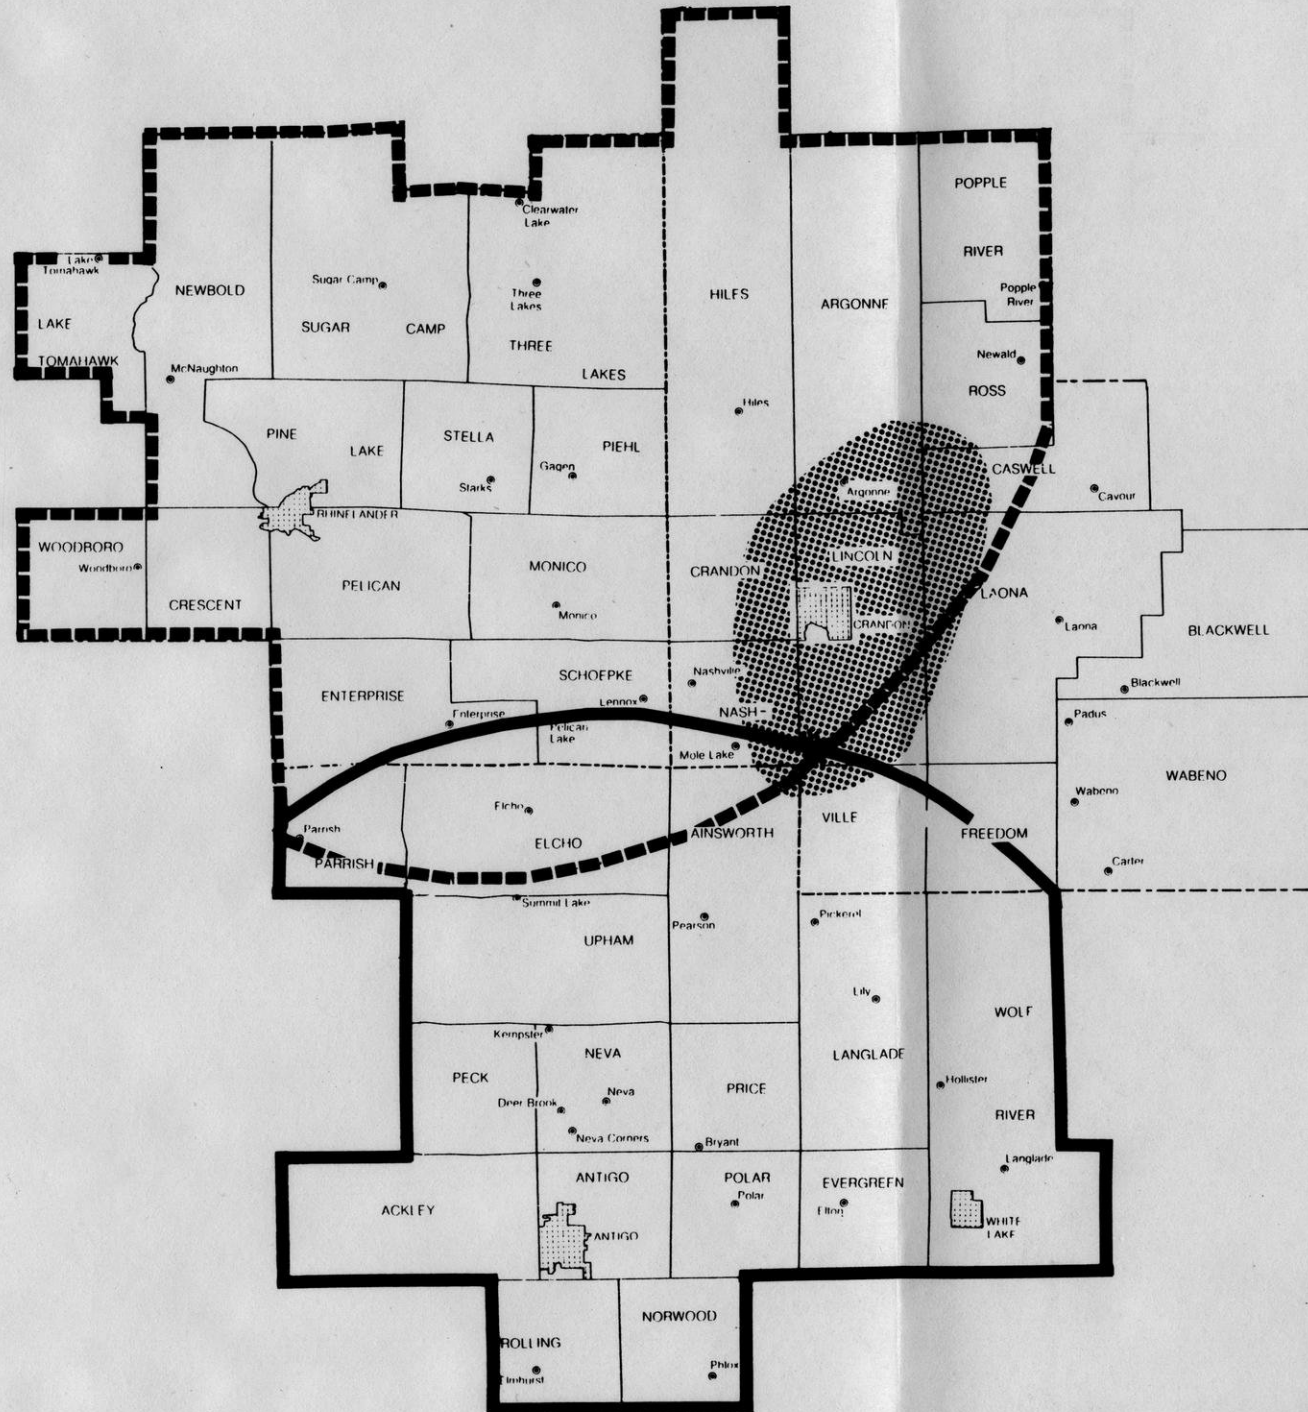 POPPLE
RIVER
Popple
River
Clearwater
Lake
Lake
Tomahawk
NEWBOLD
Sugar Camp
SUGAR CAMP
Three
Lakes
THREE
LAKES
HILES
ARGONNE
LAKE
TOMAHAWK
McNaughton
Newald
ROSS
Hiles
PINE
LAKE
STELLA
PIEHL
Gagen
Starks
CASWELL
Argonne
Cavour
RHINELANDER
WOODBORO
Woodboro
CRESCENT
PELICAN
MONICO
Monico
CRANDON
LINCOLN
CRANDON
LAONA
Laona
BLACKWELL
Blackwell
ENTERPRISE
Enterprise
SCHOEPKE
Lennox
Nashville
NASH-
Pelican
Lake
Mole Lake
Padus
WABENO
Wabeno
Elcho
ELCHO
AINSWORTH
VILLE
FREEDOM
Parrish
PARRISH
Carter
Summit Lake
UPHAM
Pearson
Pickerel
Lily
WOLF
Kempster
NEVA
PECK
Neva
Deer Brook
Neva Corners
PRICE
LANGLADE
Hollister
RIVER
Bryant
Langlade
ANTIGO
POLAR
Polar
EVERGREEN
Elton
ACKLEY
ANTIGO
WHITE
LAKE
NORWOOD
ROLLING
Elmhurst
Phlox